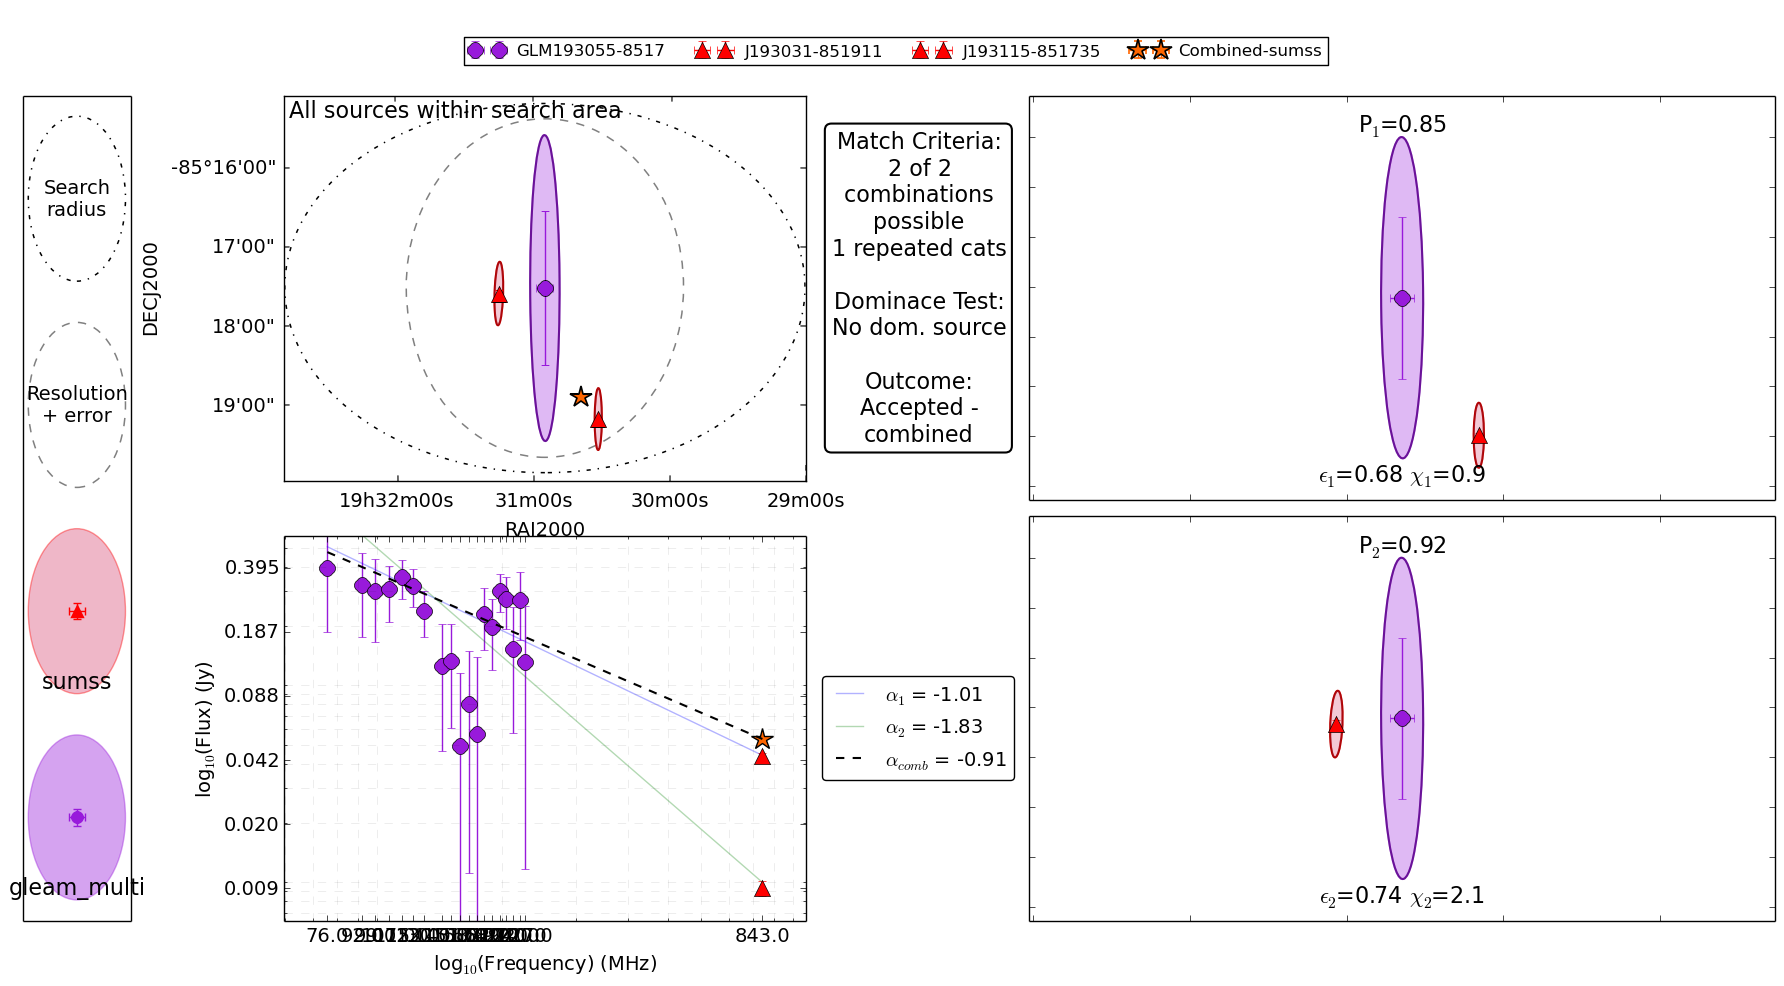 GLM193055-8517 J193031-851911 J193115-851735 Combined-sumss
Search
radius
Resolution
+ error
sumss
gleam_multi
All sources within search area
DECJ2000
-85°16'00"
17'00"
18'00"
19'00"
19h32m00s 31m00s 30m00s 29m00s
RAJ2000
Match Criteria:
2 of 2
combinations
possible
1 repeated cats
Dominace Test:
No dom. source
Outcome:
Accepted -
combined
P1=0.85
ϵ1=0.68 χ1=0.9
P2=0.92
ϵ2=0.74 χ2=2.1
log10(Flux) (Jy)
0.395
0.187
0.088
0.042
0.020
0.009
76.0 843.0
log10(Frequency) (MHz)
α1 = -1.01
α2 = -1.83
αcomb = -0.91